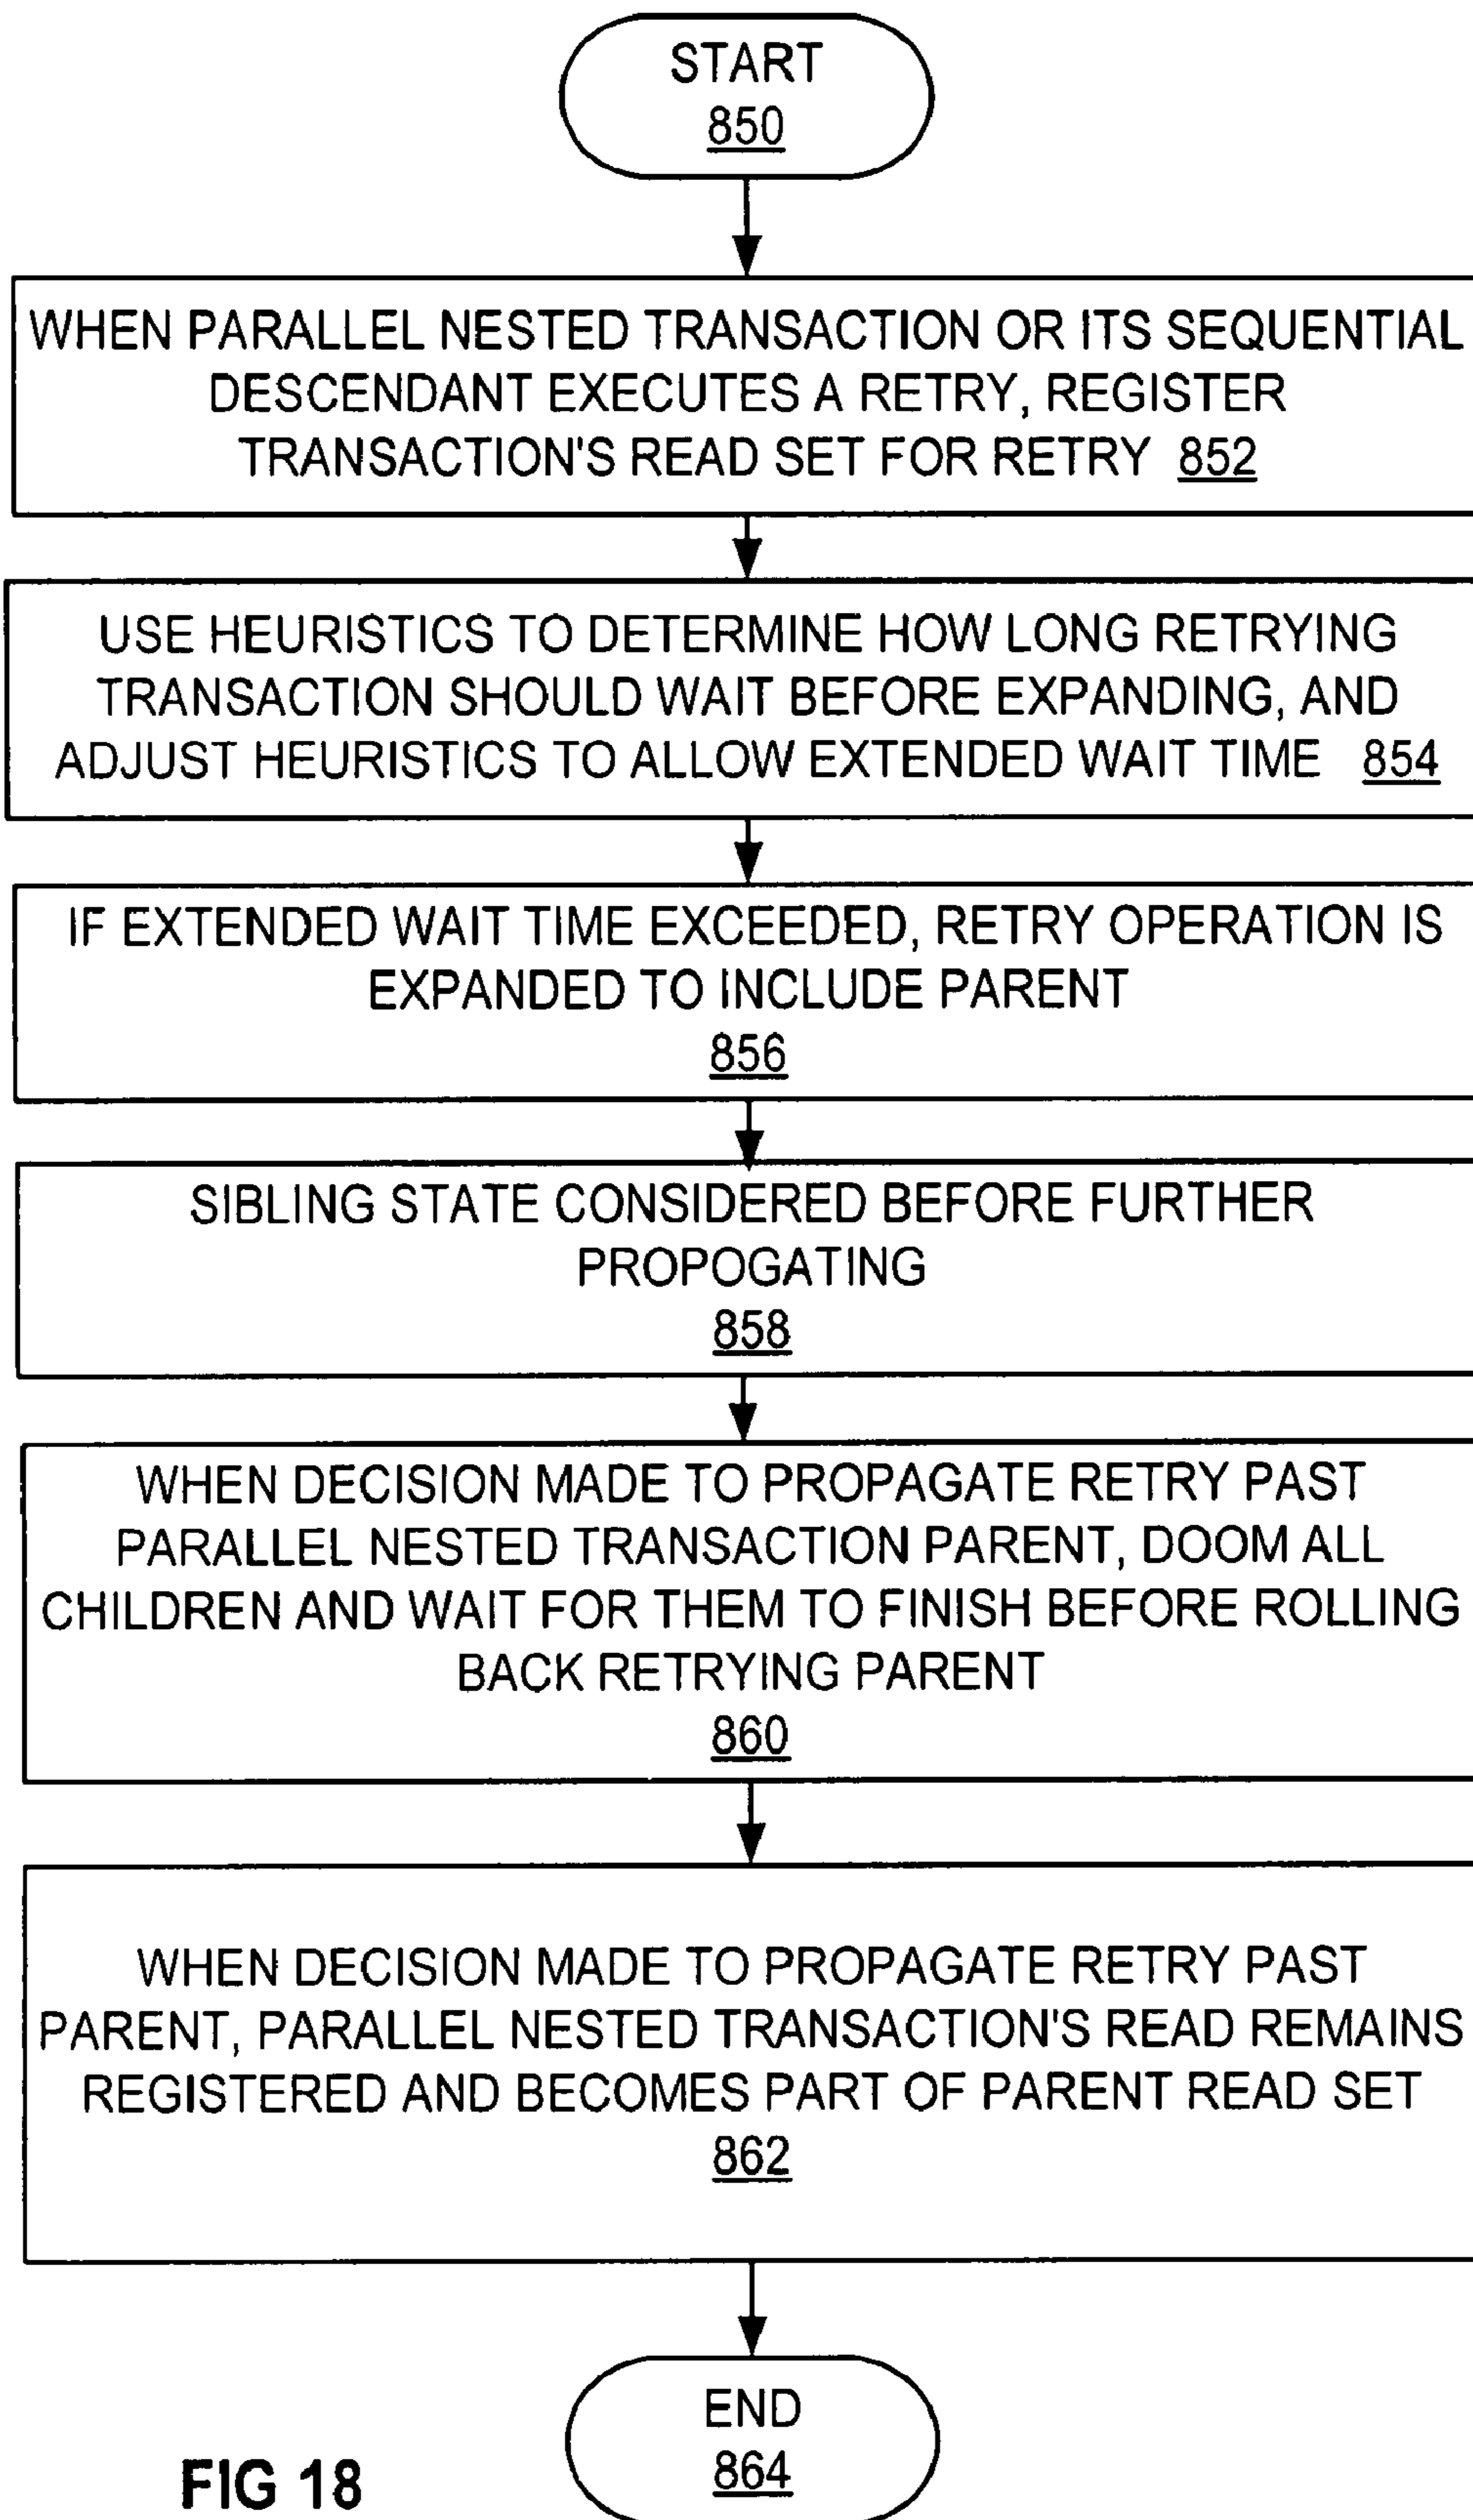 START
850
WHEN PARALLEL NESTED TRANSACTION OR ITS SEQUENTIAL
DESCENDANT EXECUTES A RETRY, REGISTER
TRANSACTION'S READ SET FOR RETRY 852
USE HEURISTICS TO DETERMINE HOW LONG RETRYING
TRANSACTION SHOULD WAIT BEFORE EXPANDING, AND
ADJUST HEURISTICS TO ALLOW EXTENDED WAIT TIME 854
IF EXTENDED WAIT TIME EXCEEDED, RETRY OPERATION IS
EXPANDED TO INCLUDE PARENT
856
SIBLING STATE CONSIDERED BEFORE FURTHER
PROPOGATING
858
WHEN DECISION MADE TO PROPAGATE RETRY PAST
PARALLEL NESTED TRANSACTION PARENT, DOOM ALL
CHILDREN AND WAIT FOR THEM TO FINISH BEFORE ROLLING
BACK RETRYING PARENT
860
WHEN DECISION MADE TO PROPAGATE RETRY PAST
PARENT, PARALLEL NESTED TRANSACTION'S READ REMAINS
REGISTERED AND BECOMES PART OF PARENT READ SET
862
END
864
FIG 18